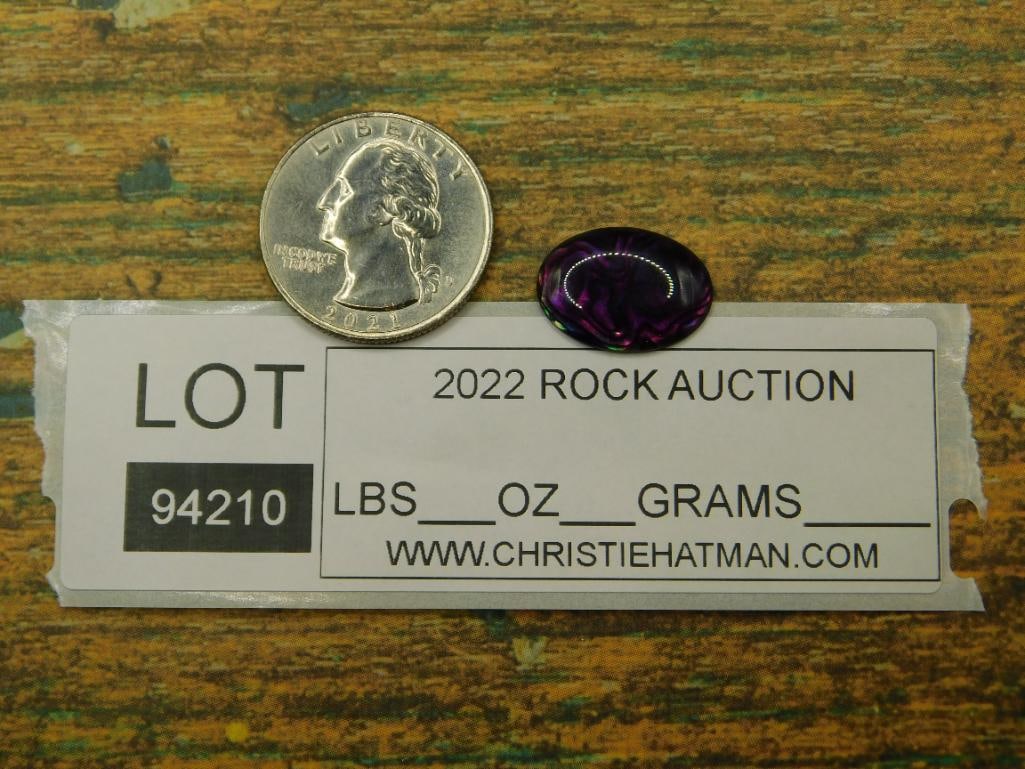 LIBERTY
IN GOD WE
TRUST
2021
LOT
94210
2022 ROCK AUCTION
LBS___OZ___GRAMS_____
WWW.CHRISTIEHATMAN.COM